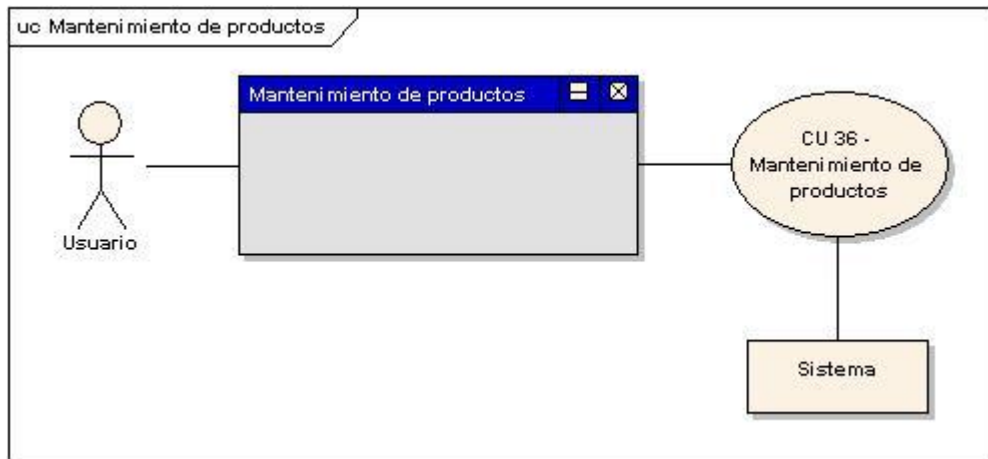 uc Mantenimiento de productos
Mantenimiento de productos
Usuario
CU 36 -
Mantenimiento de
productos
Sistema